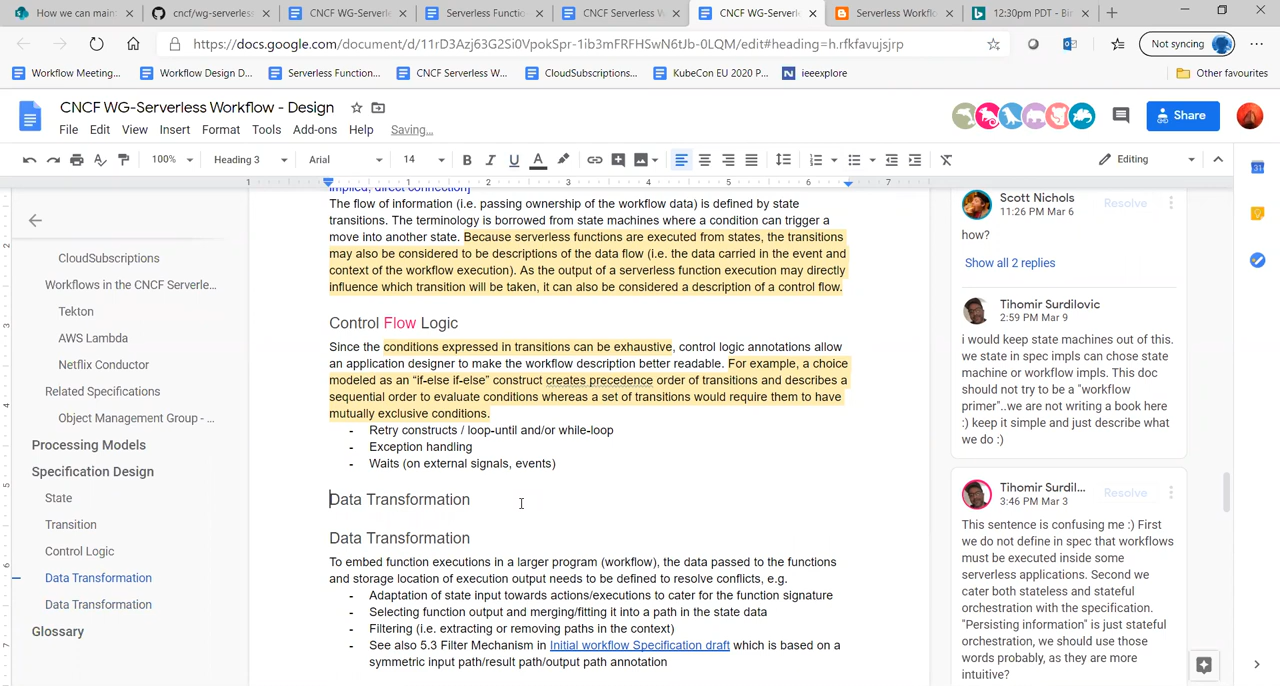 How we can main
cncf/wg-serverles
CNCF WG-Server
Serverless Functio
CNCF Serverless W
CNCF WG-Serverle
Serverless Workflo
12:30pm PDT - Bi
https://docs.google.com/document/d/11rD3Azj63G2Si0VpokSpr-1ib3mFRFHSwN6tJb-0LQM/edit#heading=h.rfkfavujsjrp
Not syncing
Workflow Meeting...
Workflow Design D...
Serverless Function...
CNCF Serverless W...
CloudSubscriptions...
KubeCon EU 2020 P...
ieeexplore
Other favourites
CNCF WG-Serverless Workflow - Design
File Edit View Insert Format Tools Add-ons Help Saving...
Share
100% Heading 3 Arial 14 B I U A Editing
1 1 2 3 4 5 6 7
CloudSubscriptions
Workflows in the CNCF Serverle...
Tekton
AWS Lambda
Netflix Conductor
Related Specifications
Object Management Group - ...
Processing Models
Specification Design
State
Transition
Control Logic
Data Transformation
Data Transformation
Glossary
implied, direct connection]
The flow of information (i.e. passing ownership of the workflow data) is defined by state
transitions. The terminology is borrowed from state machines where a condition can trigger a
move into another state. Because serverless functions are executed from states, the transitions
may also be considered to be descriptions of the data flow (i.e. the data carried in the event and
context of the workflow execution). As the output of a serverless function execution may directly
influence which transition will be taken, it can also be considered a description of a control flow.
Control Flow Logic
Since the conditions expressed in transitions can be exhaustive, control logic annotations allow
an application designer to make the workflow description better readable. For example, a choice
modeled as an “if-else if-else” construct creates precedence order of transitions and describes a
sequential order to evaluate conditions whereas a set of transitions would require them to have
mutually exclusive conditions.
- Retry constructs / loop-until and/or while-loop
- Exception handling
- Waits (on external signals, events)
Data Transformation
Data Transformation
To embed function executions in a larger program (workflow), the data passed to the functions
and storage location of execution output needs to be defined to resolve conflicts, e.g.
- Adaptation of state input towards actions/executions to cater for the function signature
- Selecting function output and merging/fitting it into a path in the state data
- Filtering (i.e. extracting or removing paths in the context)
- See also 5.3 Filter Mechanism in Initial workflow Specification draft which is based on a
symmetric input path/result path/output path annotation
Scott Nichols
11:26 PM Mar 6
Resolve
how?
Show all 2 replies
Tihomir Surdilovic
2:59 PM Mar 9
i would keep state machines out of this.
we state in spec impls can chose state
machine or workflow impls. This doc
should not try to be a "workflow
primer"..we are not writing a book here
:) keep it simple and just describe what
we do :)
Tihomir Surdil...
3:46 PM Mar 3
Resolve
This sentence is confusing me :) First
we do not define in spec that workflows
must be executed inside some
serverless applications. Second we
cater both stateless and stateful
orchestration with the specification.
"Persisting information" is just stateful
orchestration, we should use those
words probably, as they are more
intuitive?